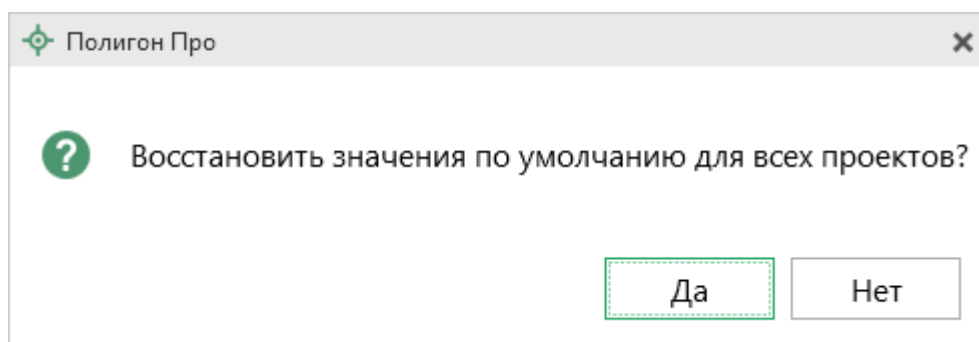 Полигон Про
Восстановить значения по умолчанию для всех проектов?
Да
Нет